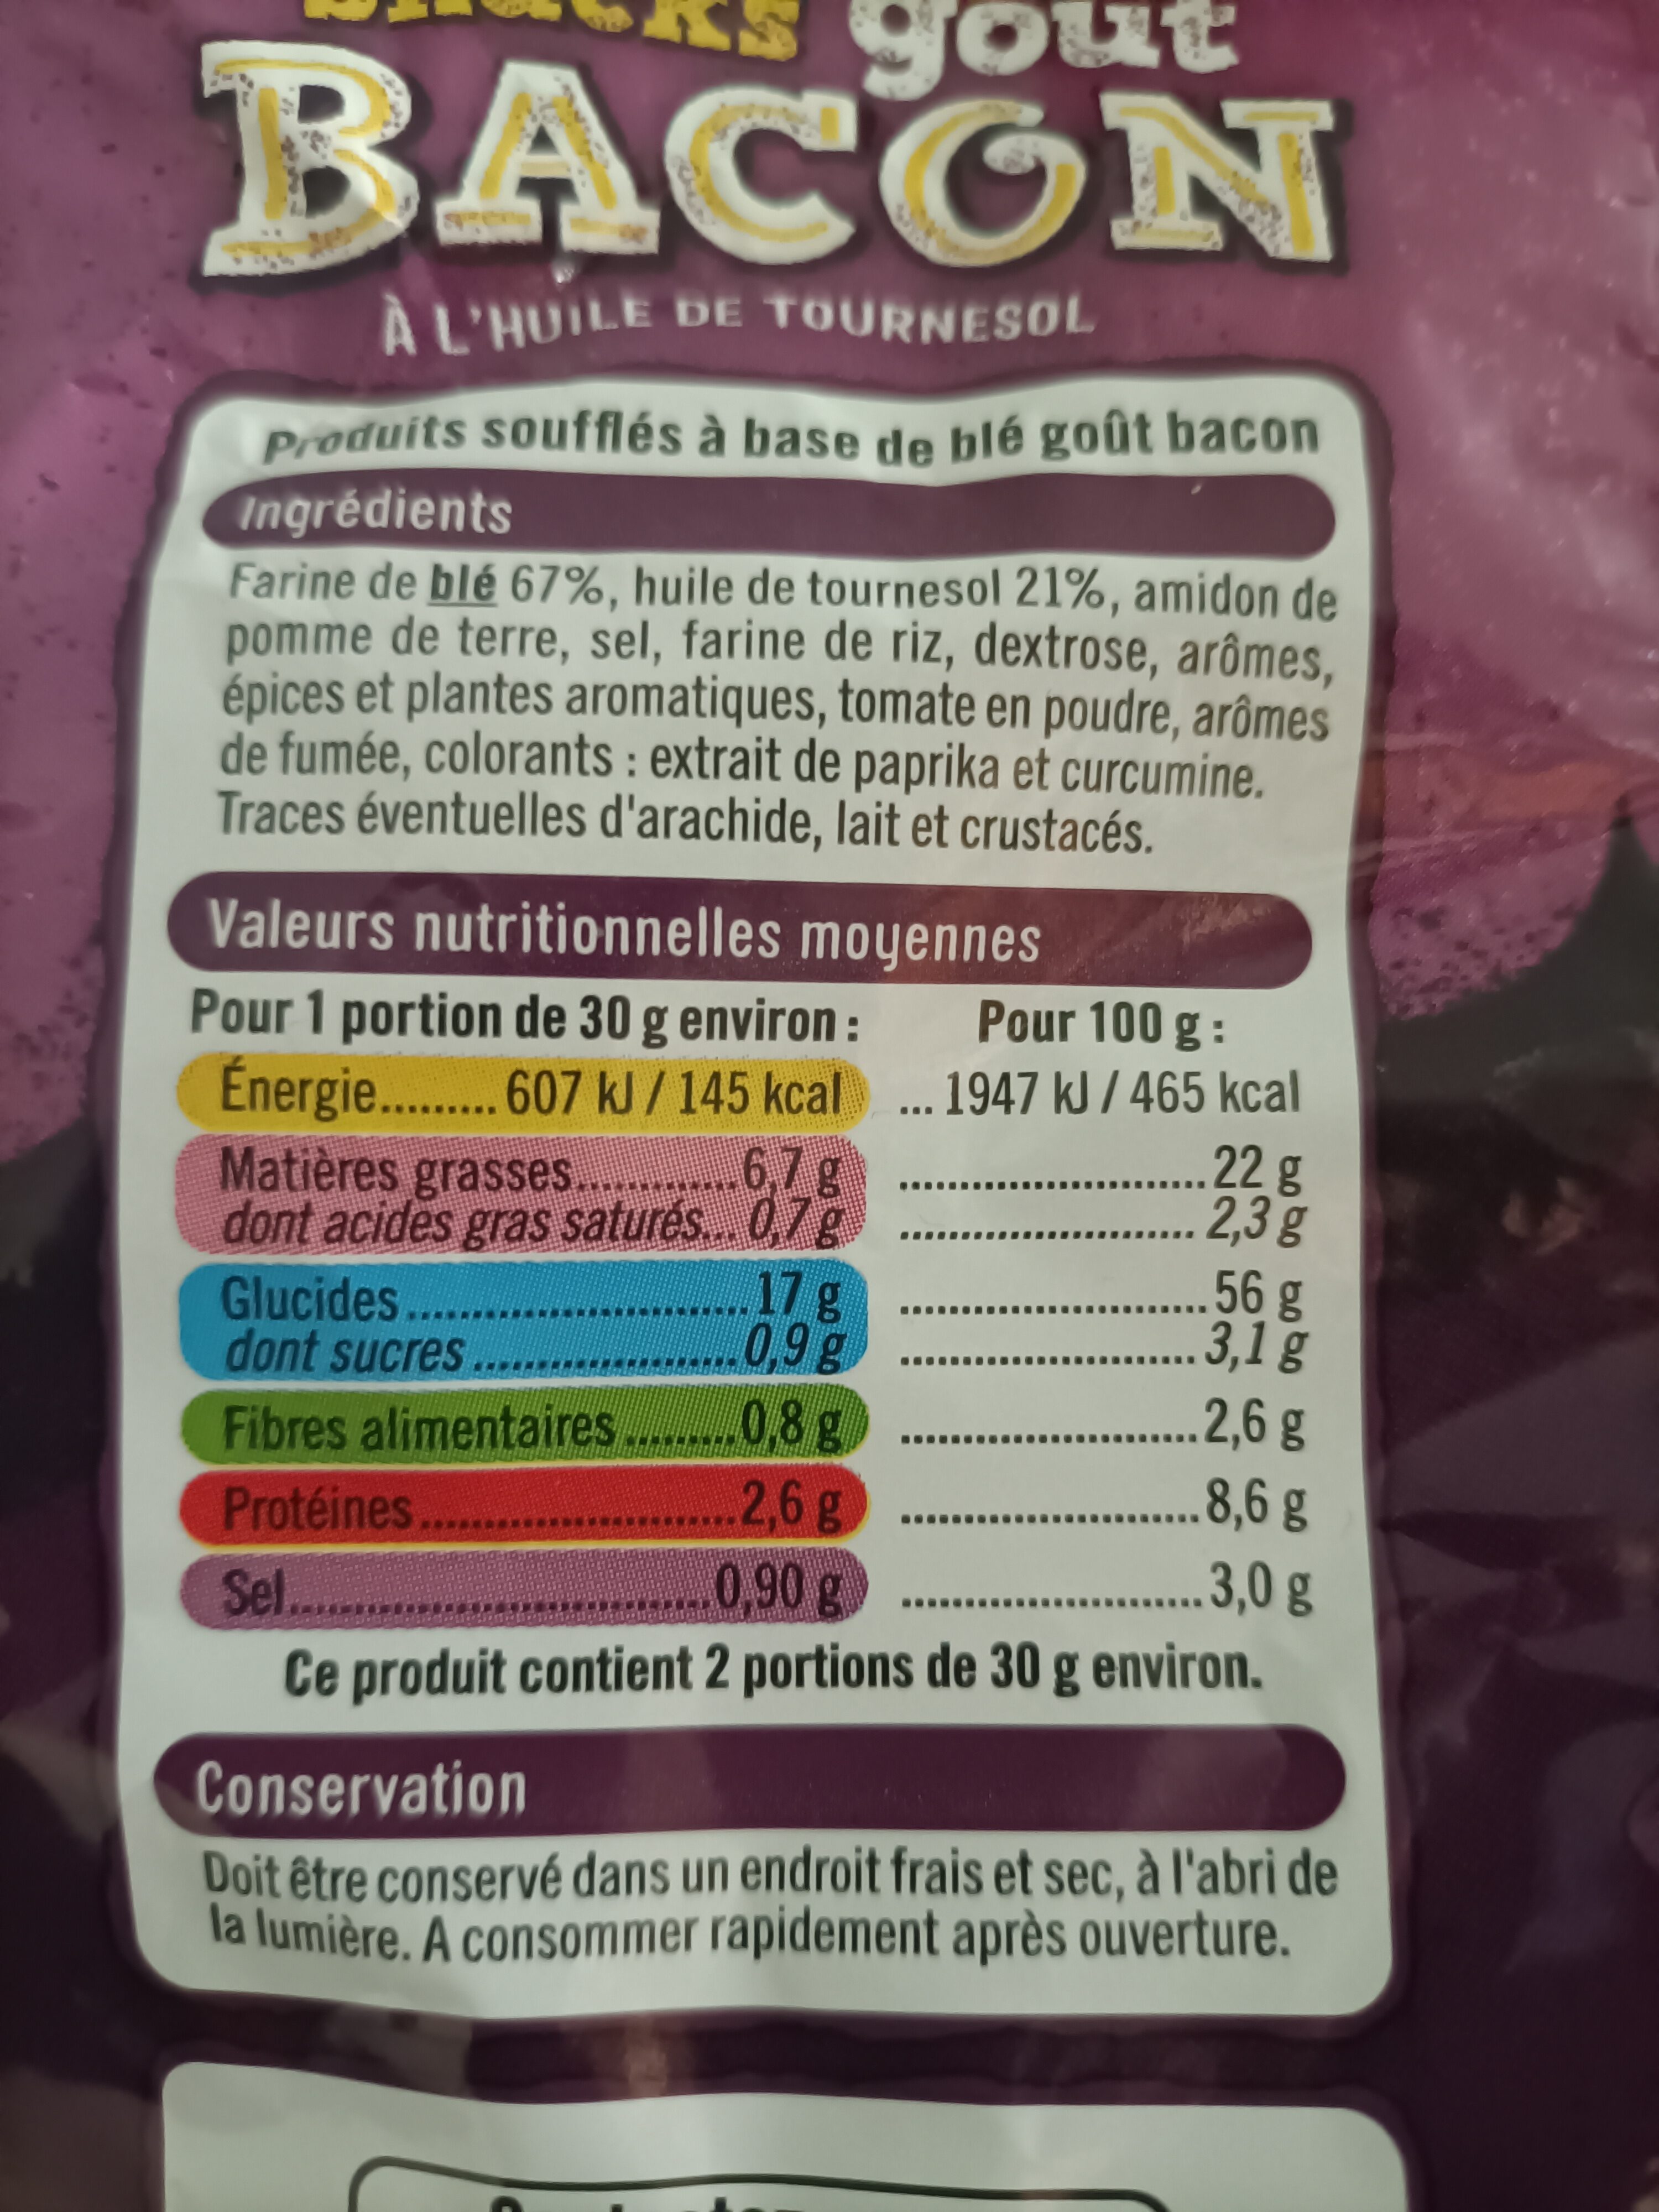 snacks goût
BACON
À L'HUILE DE TOURNESOL
Produits soufflés à base de blé goût bacon
Ingrédients
Farine de blé 67%, huile de tournesol 21%, amidon de
pomme de terre, sel, farine de riz, dextrose, arômes,
épices et plantes aromatiques, tomate en poudre, arômes
de fumée, colorants : extrait de paprika et curcumine.
Traces éventuelles d'arachide, lait et crustacés.
Valeurs nutritionnelles moyennes
Pour 1 portion de 30 g environ : Pour 100 g :
Énergie......... 607 kJ / 145 kcal ... 1947 kJ / 465 kcal
Matières grasses.............6,7 g .........................22 g
dont acides gras saturés... 0,7 g ........................ 2,3 g
Glucides ............................17 g .........................56 g
dont sucres ......................0,9 g ........................ 3,1 g
Fibres alimentaires .........0,8 g ........................2,6 g
Protéines ..........................2,6 g ........................8,6 g
Sel...................................0,90 g ........................3,0 g
Ce produit contient 2 portions de 30 g environ.
Conservation
Doit être conservé dans un endroit frais et sec, à l'abri de
la lumière. A consommer rapidement après ouverture.